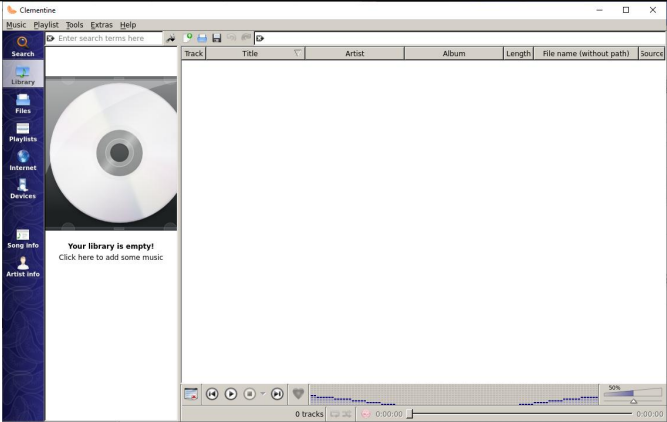 Clementine
Music Playlist Tools Extras Help
Enter search terms here
Search
Library
Files
Playlists
Internet
Devices
Song info
Artist info
Your library is empty!
Click here to add some music
Track Title Artist Album Length File name (without path) Source
50%
0 tracks 0:00:00 0:00:00